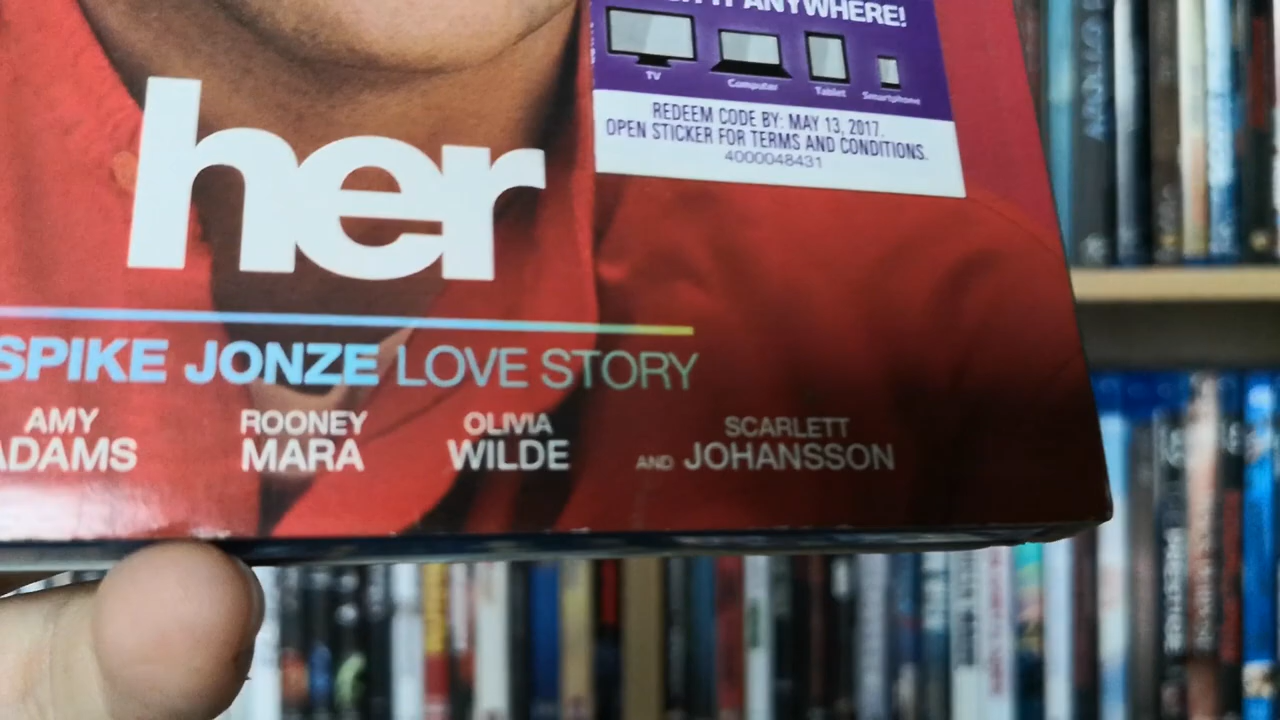 IT ANYWHERE!
TV
Computer
Tablet
Smartphone
REDEEM CODE BY: MAY 13, 2017.
OPEN STICKER FOR TERMS AND CONDITIONS.
4000048431
her
SPIKE JONZE LOVE STORY
AMY ADAMS
ROONEY MARA
OLIVIA WILDE
AND SCARLETT JOHANSSON